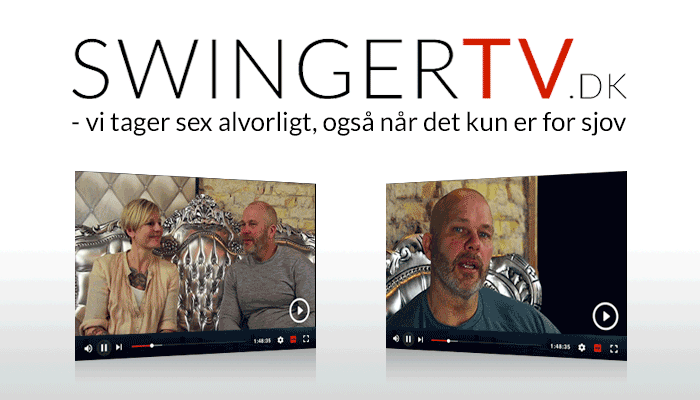 SWINGERTV.DK
- vi tager sex alvorligt, også når det kun er for sjov
1:48:35
1:48:35